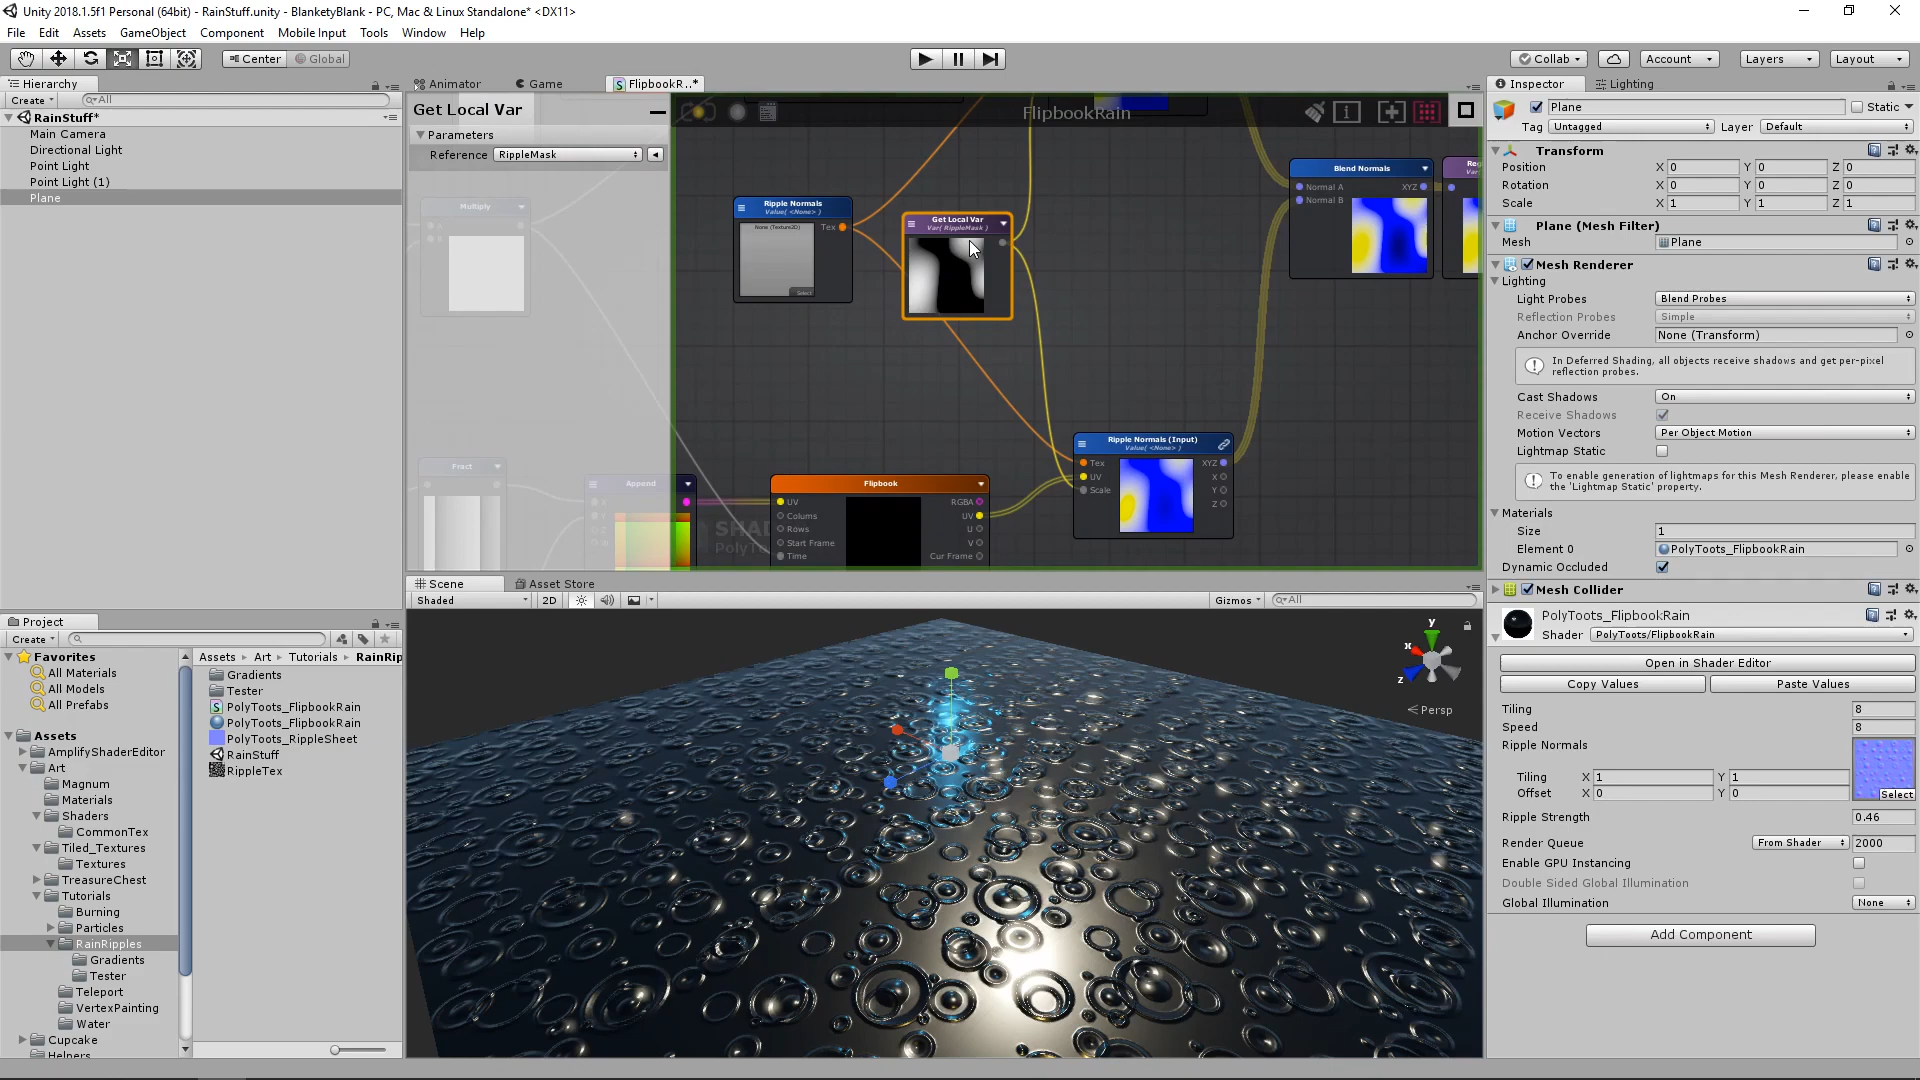 Unity 2018.1.5f1 Personal (64bit) - RainStuff.unity - BlanketyBlank - PC, Mac & Linux Standalone* <DX11>
File Edit Assets GameObject Component Mobile Input Tools Window Help
Center Global
Collab Account Layers Layout
Hierarchy
Create All
RainStuff*
Main Camera
Directional Light
Point Light
Point Light (1)
Plane
Animator Game FlipbookR..*
Get Local Var
Parameters
Reference RippleMask
FlipbookRain
Multiply
A
B
Fract
Append
Ripple Normals
Value( <None> )
None (Texture2D)
Tex
Select
Get Local Var
Var( RippleMask )
Flipbook
UV RGBA
Colums UV
Rows U
Start Frame V
Time Cur Frame
Ripple Normals (Input)
Value( <None> )
Tex XYZ
UV X
Scale Y
Z
Blend Normals
Normal A XYZ
Normal B
Scene Asset Store
Shaded 2D Gizmos All
y
x
z
Persp
Project
Create
Favorites
All Materials
All Models
All Prefabs
Assets
AmplifyShaderEditor
Art
Magnum
Materials
Shaders
CommonTex
Tiled_Textures
Textures
TreasureChest
Tutorials
Burning
Particles
RainRipples
Gradients
Tester
Teleport
VertexPainting
Water
Cupcake
Helpers
Assets Art Tutorials RainRip
Gradients
Tester
PolyToots_FlipbookRain
PolyToots_FlipbookRain
PolyToots_RippleSheet
RainStuff
RippleTex
Inspector Lighting
Plane Static
Tag Untagged Layer Default
Transform
Position X 0 Y 0 Z 0
Rotation X 0 Y 0 Z 0
Scale X 1 Y 1 Z 1
Plane (Mesh Filter)
Mesh Plane
Mesh Renderer
Lighting
Light Probes Blend Probes
Reflection Probes Simple
Anchor Override None (Transform)
In Deferred Shading, all objects receive shadows and get per-pixel
reflection probes.
Cast Shadows On
Receive Shadows
Motion Vectors Per Object Motion
Lightmap Static
To enable generation of lightmaps for this Mesh Renderer, please enable
the 'Lightmap Static' property.
Materials
Size 1
Element 0 PolyToots_FlipbookRain
Dynamic Occluded
Mesh Collider
PolyToots_FlipbookRain
Shader PolyToots/FlipbookRain
Open in Shader Editor
Copy Values Paste Values
Tiling 8
Speed 8
Ripple Normals
Tiling X 1 Y 1
Offset X 0 Y 0
Select
Ripple Strength 0.46
Render Queue From Shader 2000
Enable GPU Instancing
Double Sided Global Illumination
Global Illumination None
Add Component